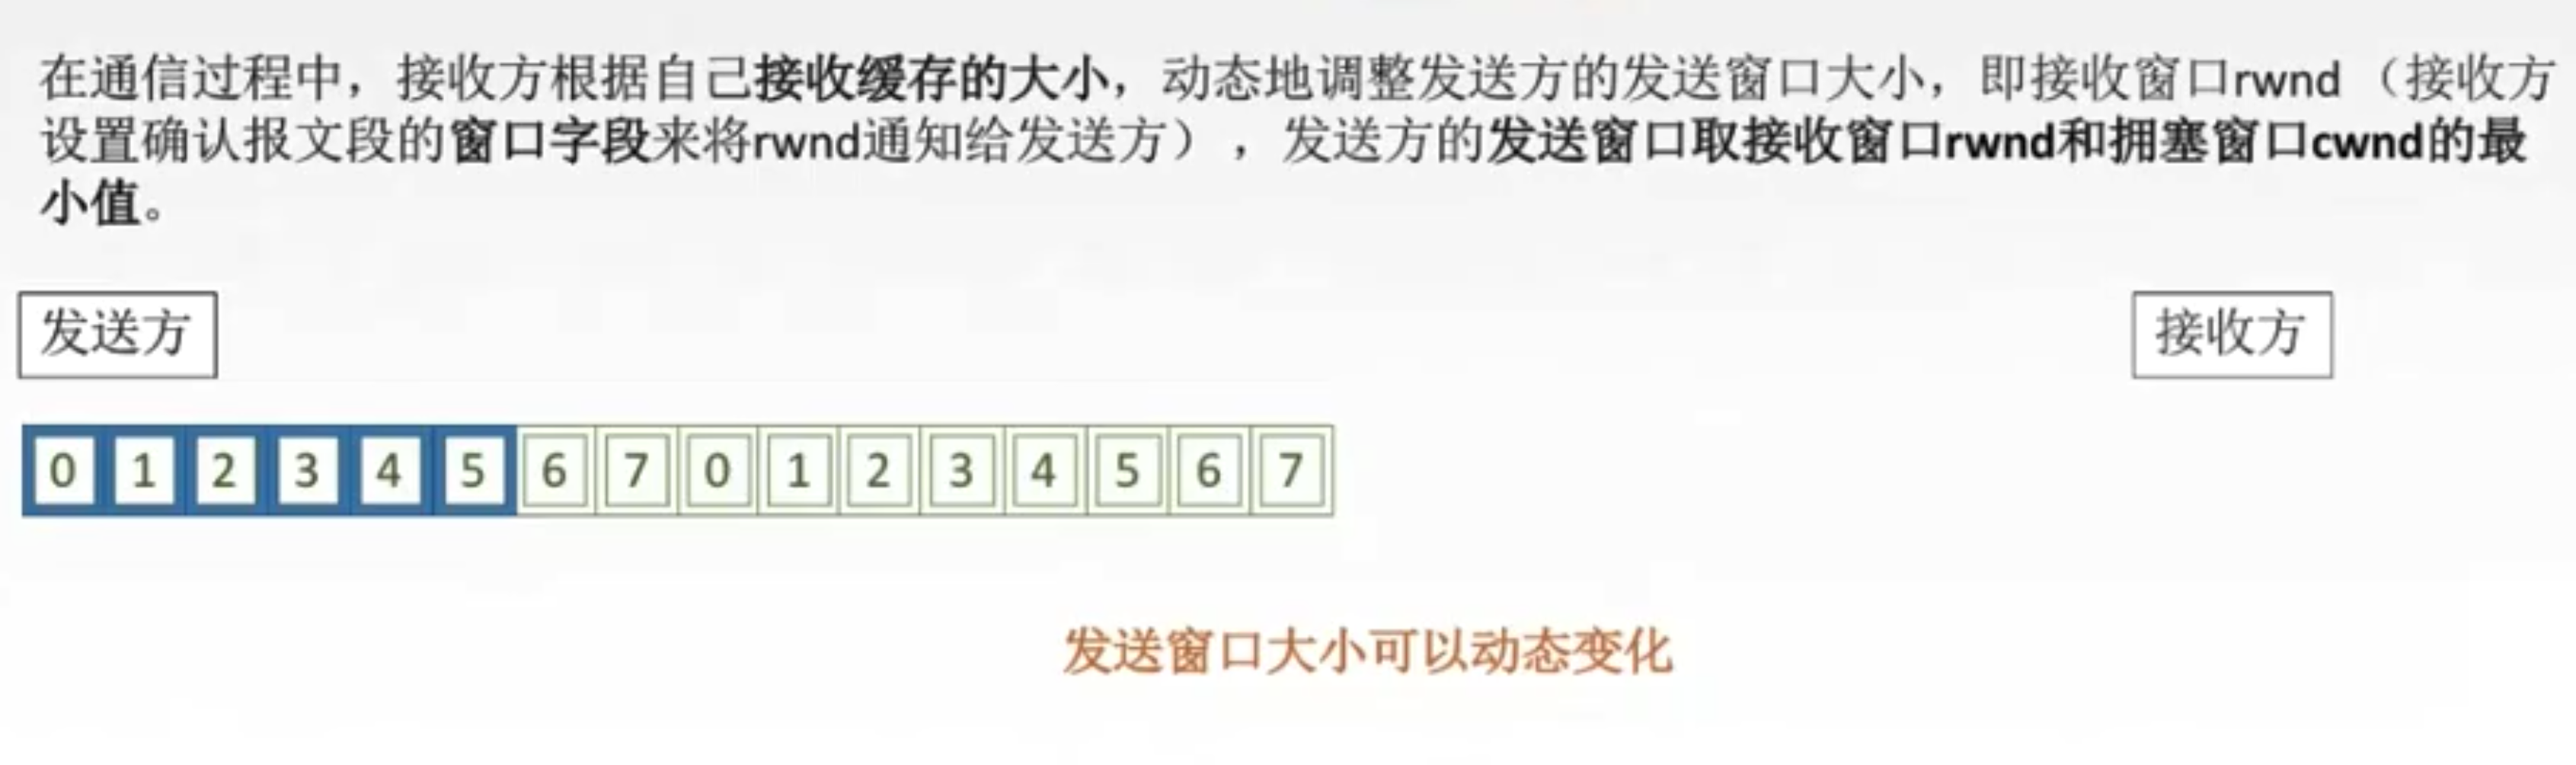 在通信过程中，接收方根据自己接收缓存的大小，动态地调整发送方的发送窗口大小，即接收窗口rwnd（接收方
设置确认报文段的窗口字段来将rwnd通知给发送方），发送方的发送窗口取接收窗口rwnd和拥塞窗口cwnd的最
小值。
发送方 接收方
0 1 2 3 4 5 6 7 0 1 2 3 4 5 6 7
发送窗口大小可以动态变化